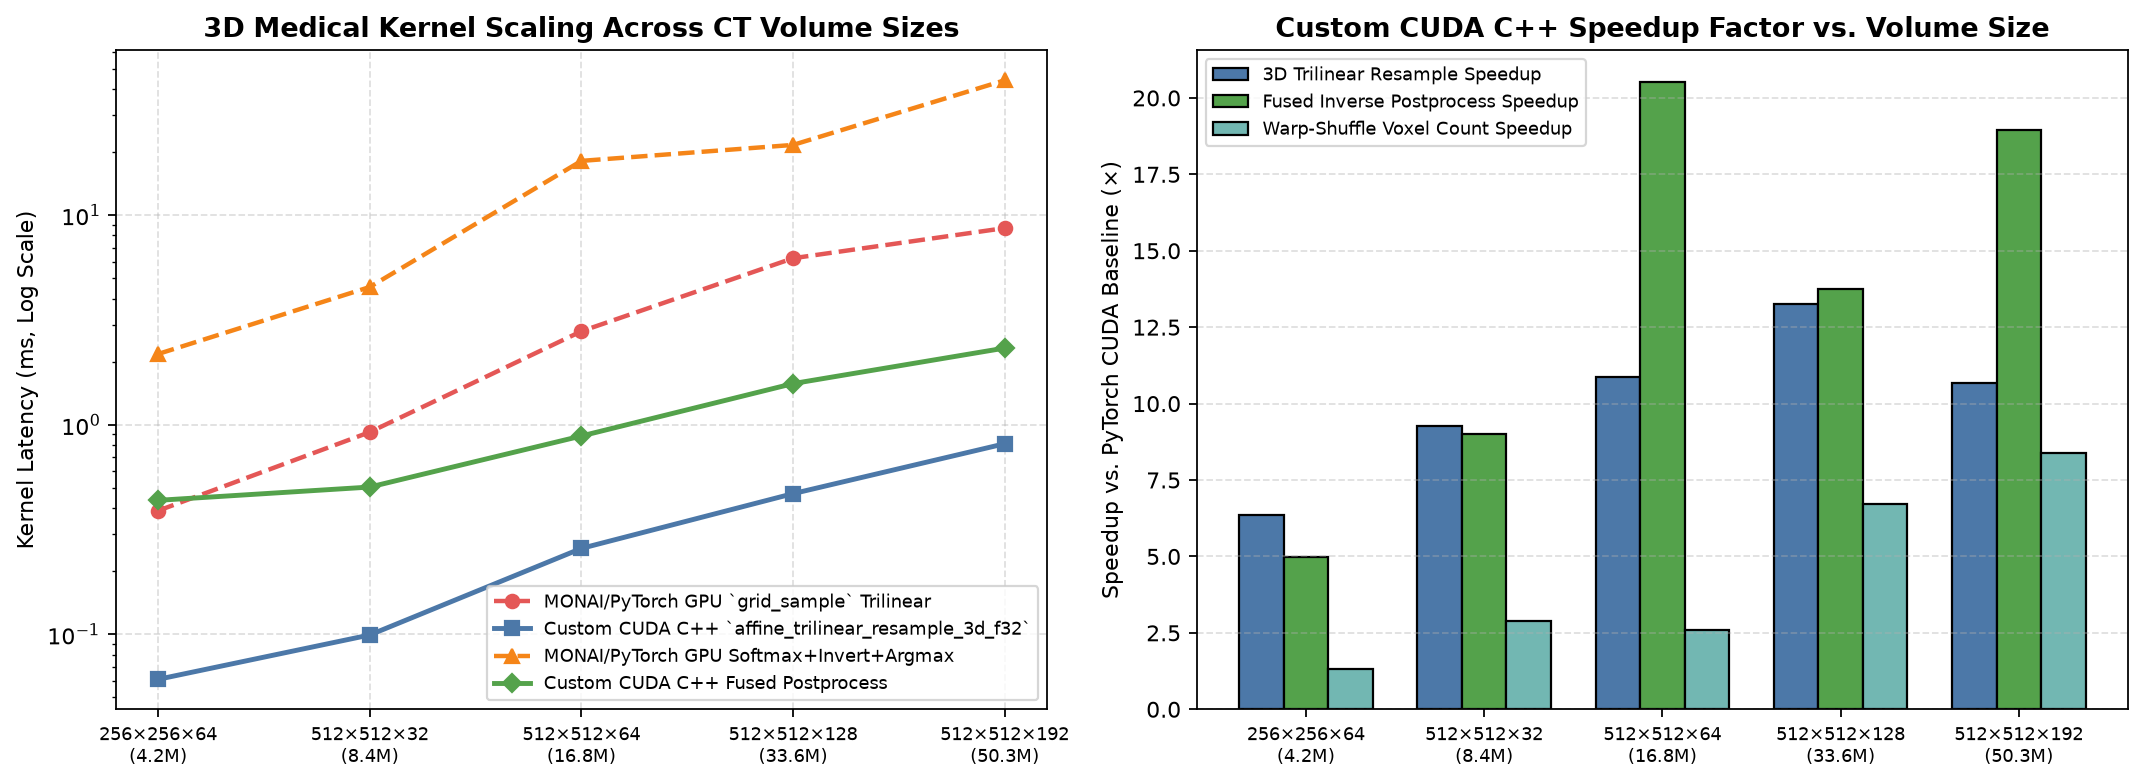 3D Medical Kernel Scaling Across CT Volume Sizes
Kernel Latency (ms, Log Scale)
10¹
10⁰
10⁻¹
MONAI/PyTorch GPU `grid_sample` Trilinear
Custom CUDA C++ `affine_trilinear_resample_3d_f32`
MONAI/PyTorch GPU Softmax+Invert+Argmax
Custom CUDA C++ Fused Postprocess
256×256×64
(4.2M)
512×512×32
(8.4M)
512×512×64
(16.8M)
512×512×128
(33.6M)
512×512×192
(50.3M)
Custom CUDA C++ Speedup Factor vs. Volume Size
Speedup vs. PyTorch CUDA Baseline (×)
3D Trilinear Resample Speedup
Fused Inverse Postprocess Speedup
Warp-Shuffle Voxel Count Speedup
20.0
17.5
15.0
12.5
10.0
7.5
5.0
2.5
0.0
256×256×64
(4.2M)
512×512×32
(8.4M)
512×512×64
(16.8M)
512×512×128
(33.6M)
512×512×192
(50.3M)